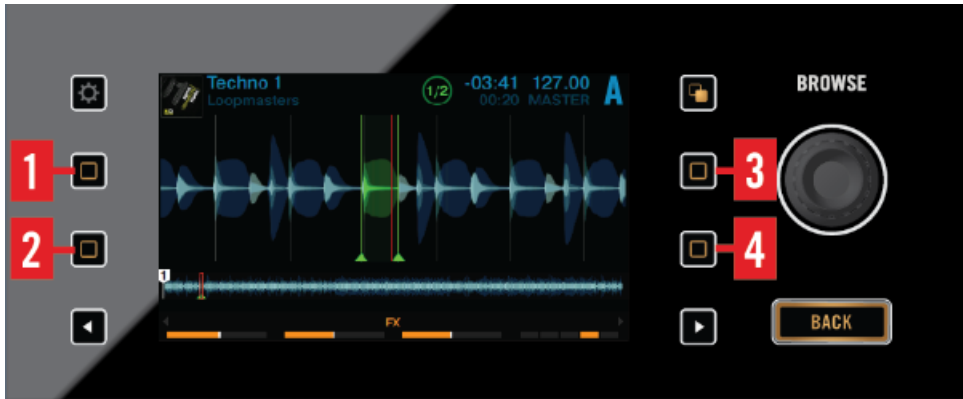 Techno 1
Loopmasters
1/2
-03:41 127.00
00:20 MASTER
A
BROWSE
1
2
3
4
1
FX
BACK